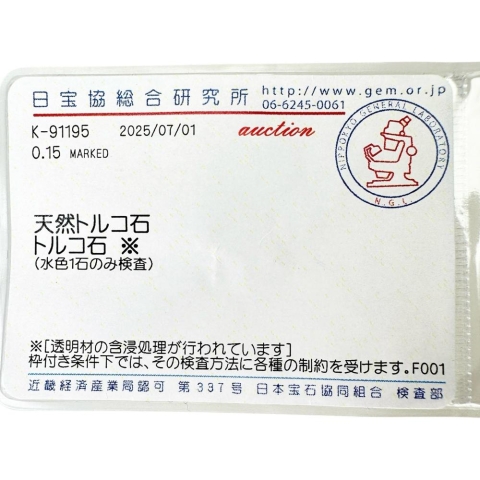 日宝協総合研究所 http://www.gem.or.jp
06-6245-0061
K-91195 2025/07/01 auction
0.15 MARKED
NIPPOKYO GENERAL LABORATORY
N.G.L.
天然トルコ石
トルコ石 ※
(水色1石のみ検査)
※[透明材の含浸処理が行われています]
枠付き条件下では、その検査方法に各種の制約を受けます。F001
近畿経済産業局認可 第337号 日本宝石協同組合 検査部